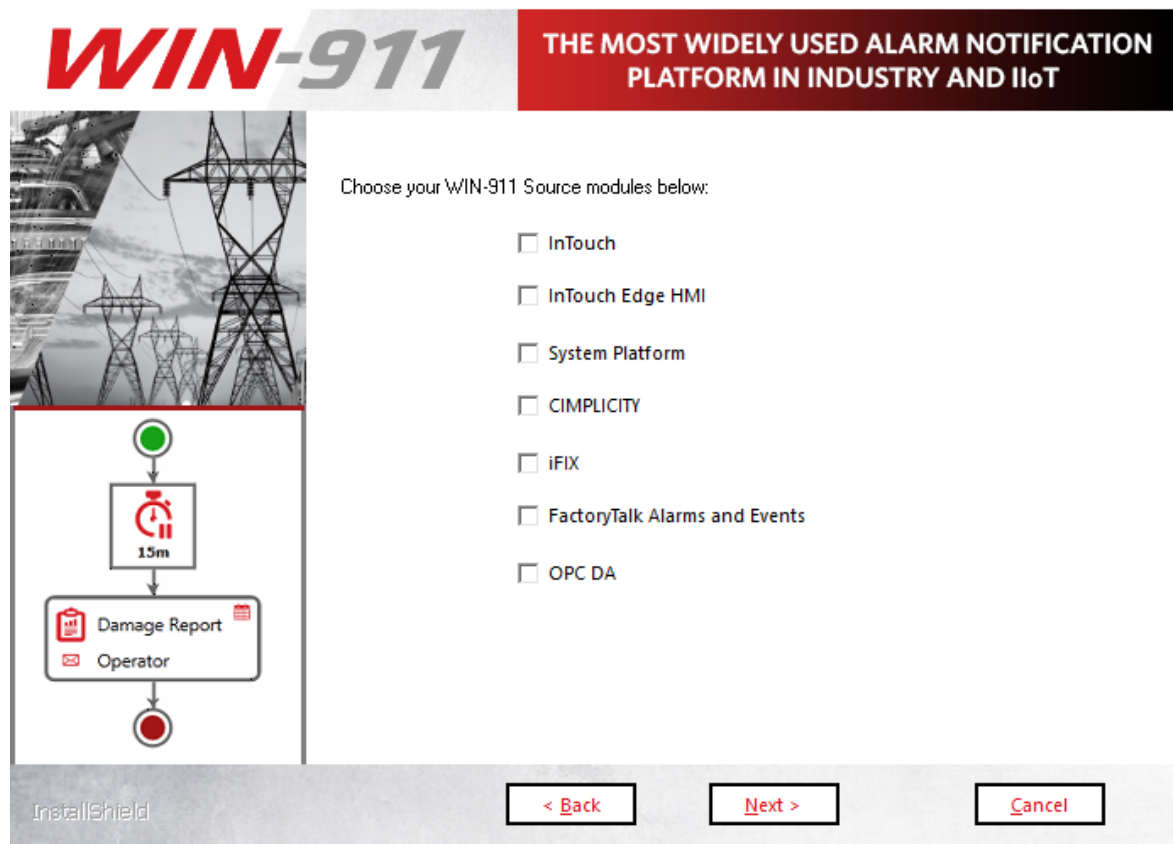 WIN-911
THE MOST WIDELY USED ALARM NOTIFICATION
PLATFORM IN INDUSTRY AND IIoT
Choose your WIN-911 Source modules below:
InTouch
InTouch Edge HMI
System Platform
CIMPLICITY
iFIX
FactoryTalk Alarms and Events
OPC DA
15m
Damage Report
Operator
InstallShield
< Back
Next >
Cancel